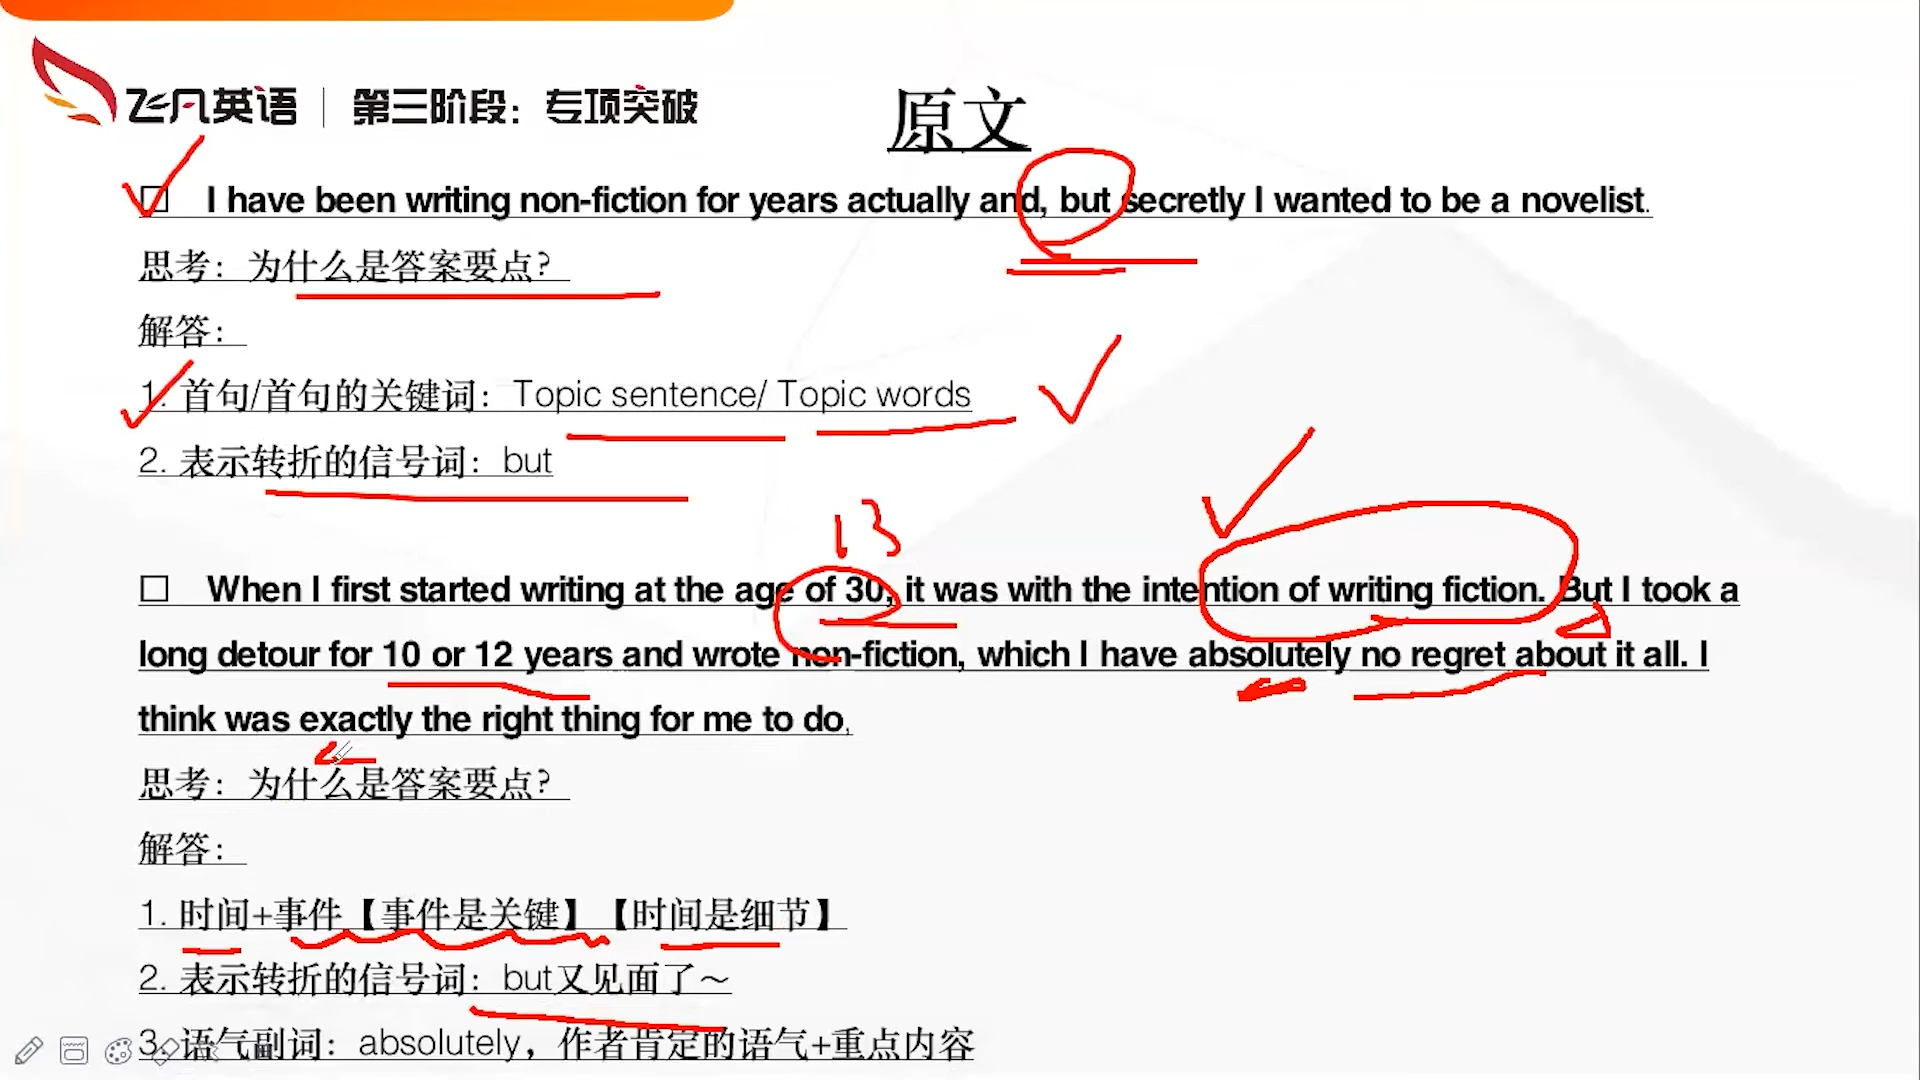 飞凡英语 | 第三阶段：专项突破
原文
☐ I have been writing non-fiction for years actually and, but secretly I wanted to be a novelist.
思考：为什么是答案要点？
解答：
1. 首句/首句的关键词：Topic sentence/ Topic words
2. 表示转折的信号词：but
13
☐ When I first started writing at the age of 30, it was with the intention of writing fiction. But I took a
long detour for 10 or 12 years and wrote non-fiction, which I have absolutely no regret about it all. I
think was exactly the right thing for me to do,
思考：为什么是答案要点？
解答：
1. 时间+事件【事件是关键】【时间是细节】
2. 表示转折的信号词：but又见面了～
3. 语气副词：absolutely，作者肯定的语气+重点内容